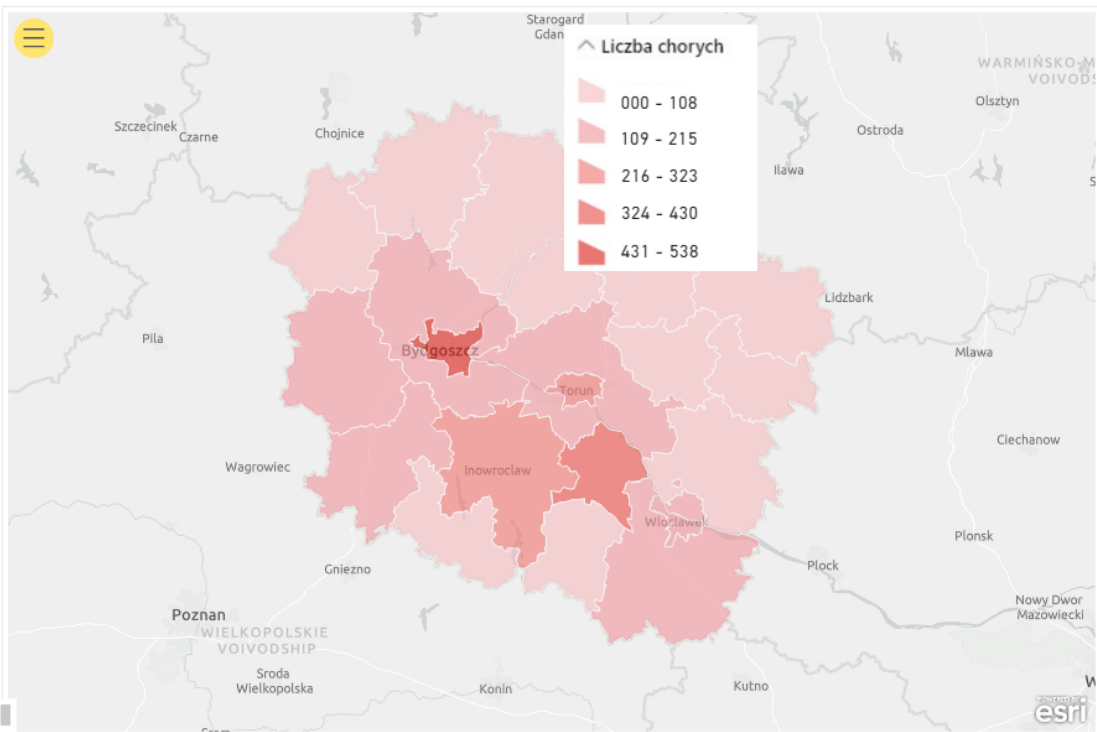 Starogard
Gdan
Liczba chorych
000 - 108
109 - 215
216 - 323
324 - 430
431 - 538
WARMIŃSKO-M
VOIVODS
Olsztyn
Szczecinek
Czarne
Chojnice
Ostroda
Ilawa
S
Lidzbark
Pila
Bydgoszcz
Mlawa
Torun
Ciechanow
Wagrowiec
Inowroclaw
Wloclawek
Plonsk
Gniezno
Plock
Poznan
Nowy Dwor
Mazowiecki
WIELKOPOLSKIE
VOIVODSHIP
Sroda
Wielkopolska
Konin
Kutno
W
POWERED BY
esri